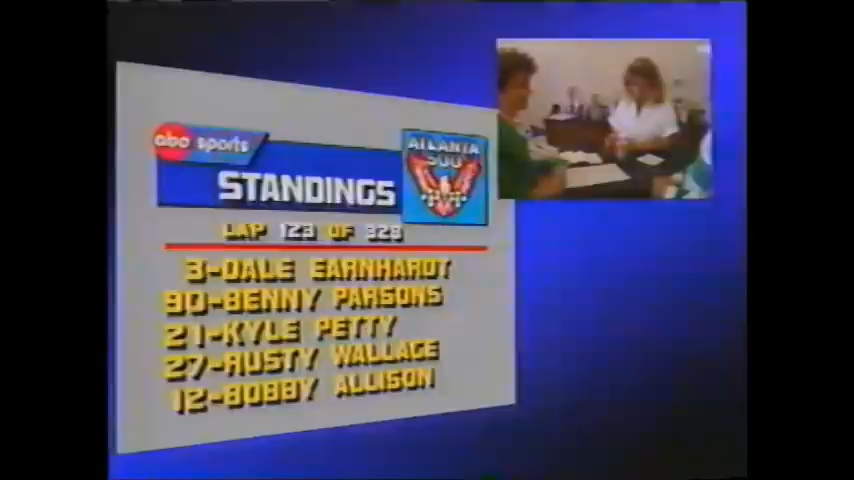 abc sports
ATLANTA
500
STANDINGS
LAP 123 OF 328
3-DALE EARNHARDT
90-BENNY PARSONS
21-KYLE PETTY
27-RUSTY WALLACE
12-BOBBY ALLISON